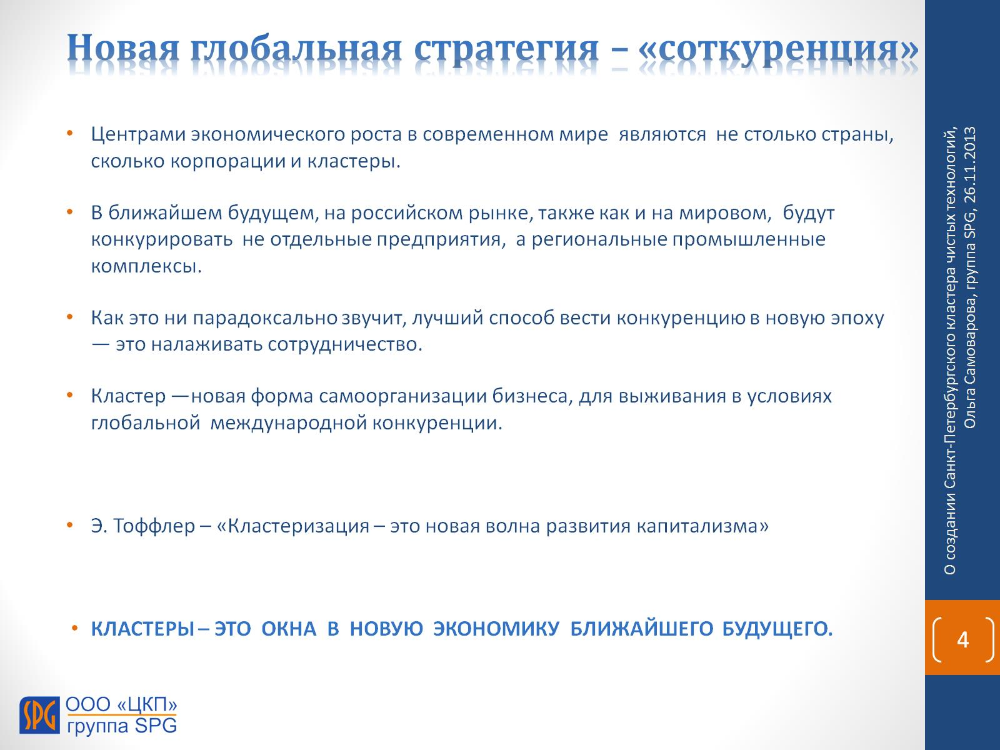 Новая глобальная стратегия – «соткуренция»
• Центрами экономического роста в современном мире являются не столько страны,
сколько корпорации и кластеры.
• В ближайшем будущем, на российском рынке, также как и на мировом, будут
конкурировать не отдельные предприятия, а региональные промышленные
комплексы.
• Как это ни парадоксально звучит, лучший способ вести конкуренцию в новую эпоху
— это налаживать сотрудничество.
• Кластер —новая форма самоорганизации бизнеса, для выживания в условиях
глобальной международной конкуренции.
• Э. Тоффлер – «Кластеризация – это новая волна развития капитализма»
• КЛАСТЕРЫ – ЭТО ОКНА В НОВУЮ ЭКОНОМИКУ БЛИЖАЙШЕГО БУДУЩЕГО.
О создании Санкт-Петербургского кластера чистых технологий,
Ольга Самоварова, группа SPG, 26.11.2013
4
SPG
ООО «ЦКП»
группа SPG